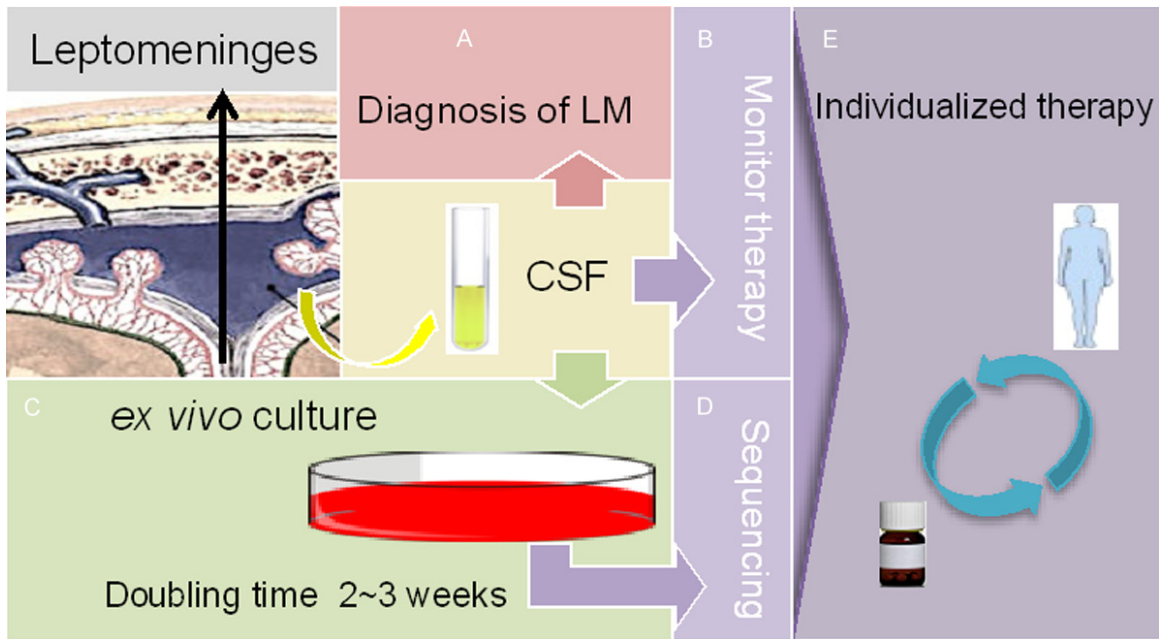 Leptomeninges
A
Diagnosis of LM
B
Monitor therapy
E
Individualized therapy
CSF
C
ex vivo culture
Doubling time 2~3 weeks
D
Sequencing